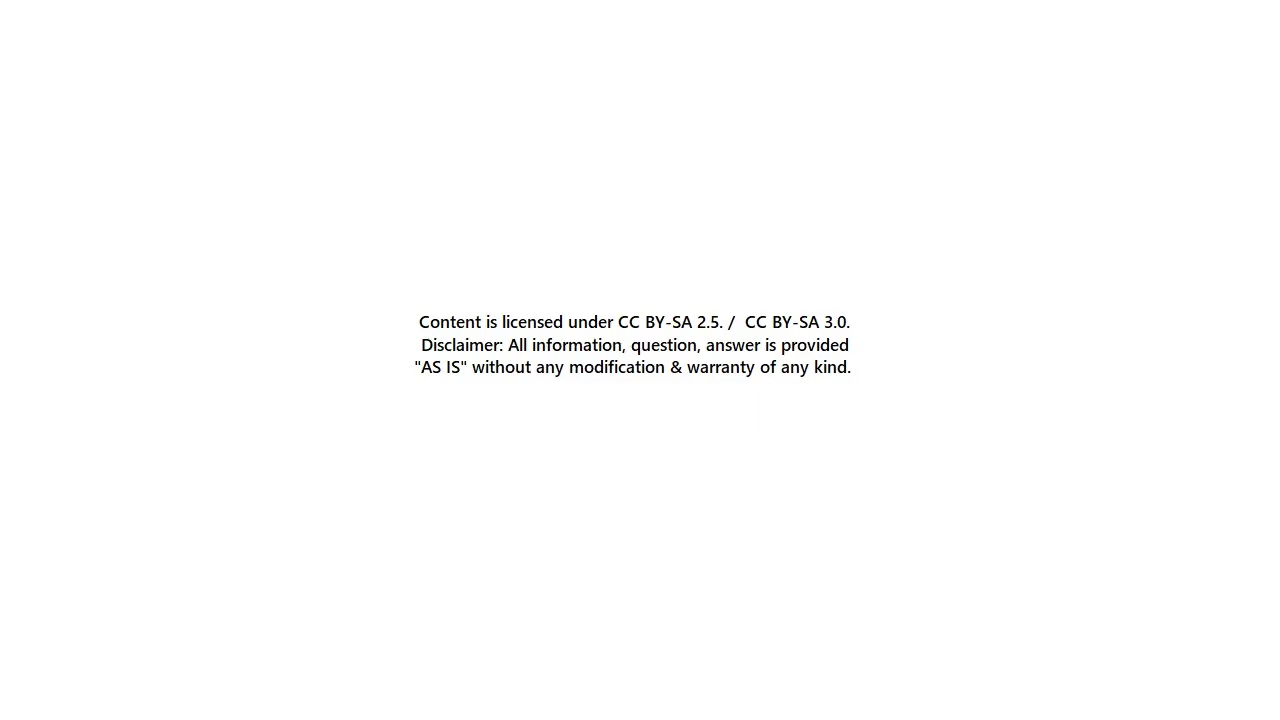 Content is licensed under CC BY-SA 2.5. /  CC BY-SA 3.0.
Disclaimer: All information, question, answer is provided
"AS IS" without any modification & warranty of any kind.